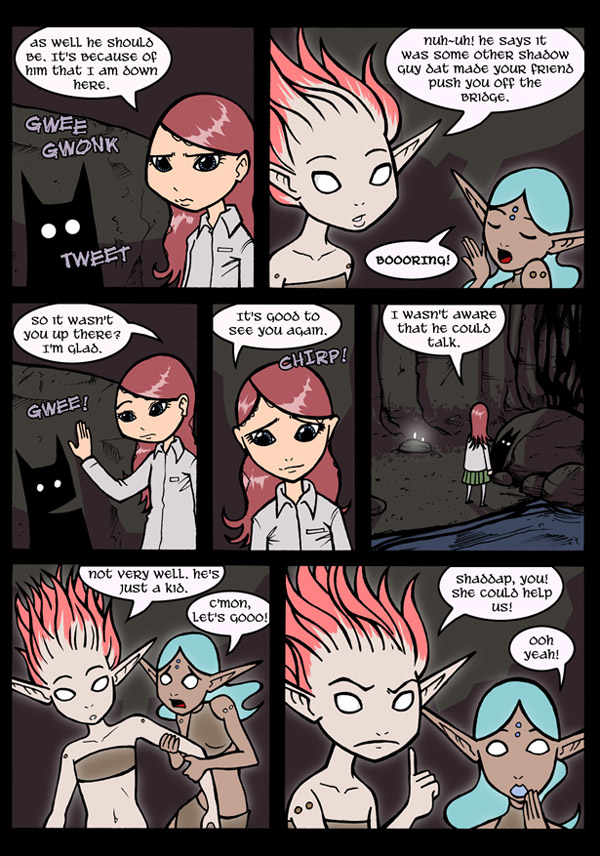 as well he should
be. it's because of
him that i am down
here.
GWEE
GWONK
TWEET
nuh-uh! he says it
was some other shadow
guy dat made your friend
push you off the
bridge.
BOOORING!
so it wasn't
you up there?
i'm glad.
GWEE!
it's good to
see you again.
CHIRP!
i wasn't aware
that he could
talk.
not very well. he's
just a kid.
c'mon,
let's gooo!
shaddap, you!
she could help
us!
ooh
yeah!